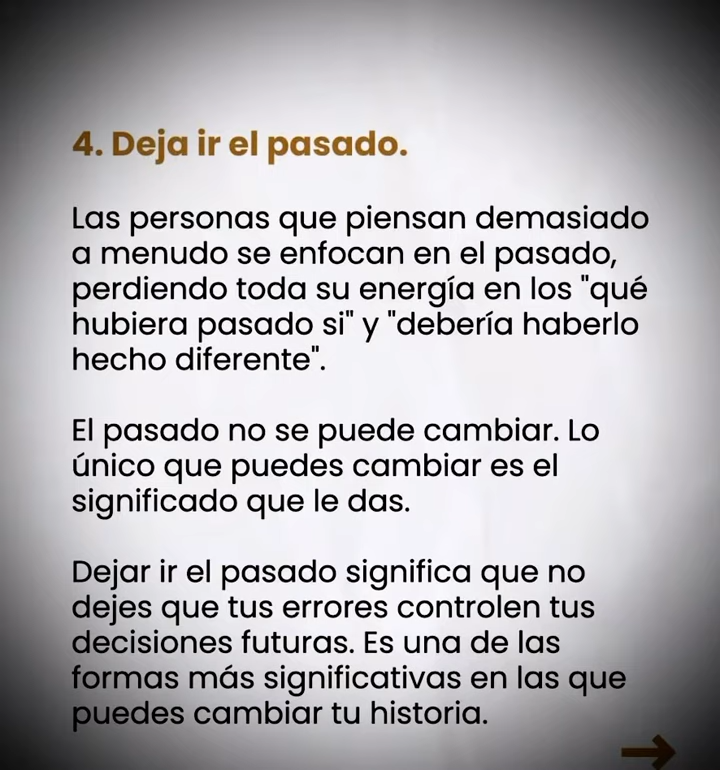 4. Deja ir el pasado.
Las personas que piensan demasiado
a menudo se enfocan en el pasado,
perdiendo toda su energía en los "qué
hubiera pasado si" y "debería haberlo
hecho diferente".
El pasado no se puede cambiar. Lo
único que puedes cambiar es el
significado que le das.
Dejar ir el pasado significa que no
dejes que tus errores controlen tus
decisiones futuras. Es una de las
formas más significativas en las que
puedes cambiar tu historia.